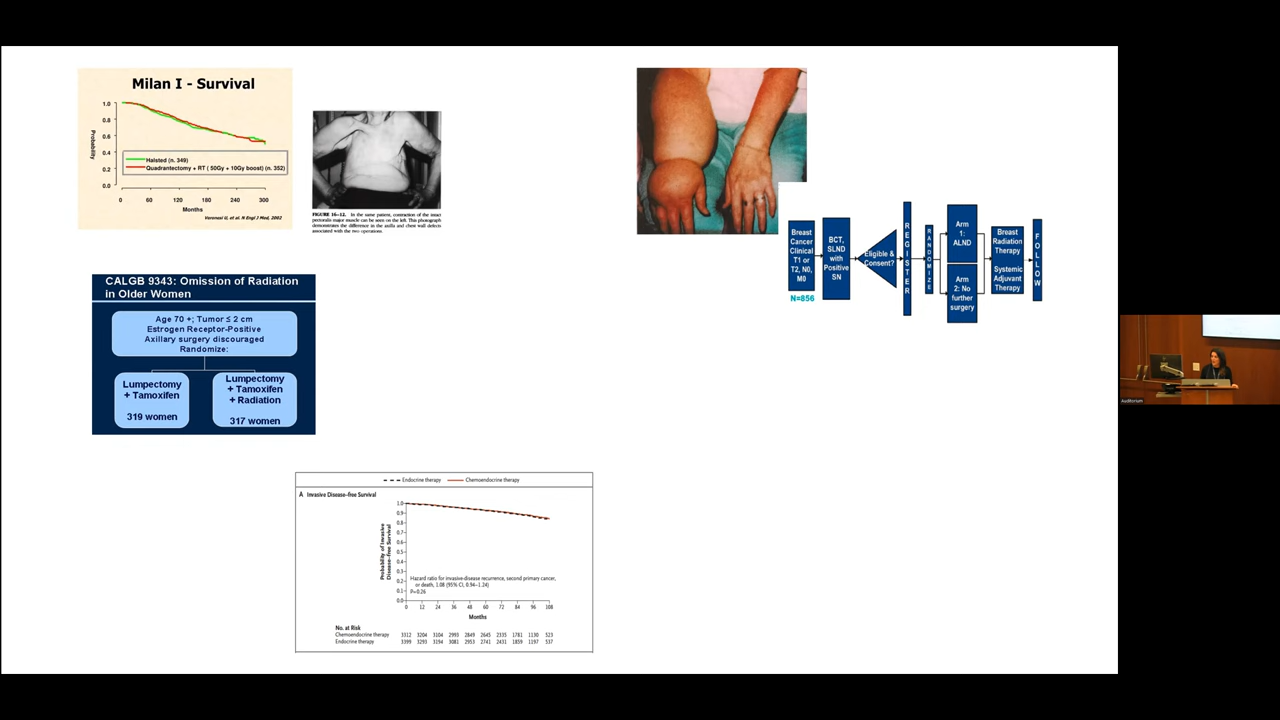 Milan I - Survival
1.0
0.8
0.6
0.4
0.2
0.0
Probability
Halsted (n. 349)
Quadrantectomy + RT ( 50Gy + 10Gy boost) (n. 352)
0 60 120 180 240 300
Months
Veronesi U, et al. N Engl J Med, 2002
FIGURE 16-12. In the same patient, contraction of the intact
pectoralis major muscle can be seen on the left. This photograph
demonstrates the difference in the axilla and chest wall defects
associated with the two operations.
Breast
Cancer
Clinical
T1 or
T2, N0,
M0
N=856
BCT,
SLND
with
Positive
SN
Eligible &
Consent?
REGISTER
RANDOMIZE
Arm
1:
ALND
Arm
2: No
further
surgery
Breast
Radiation
Therapy
Systemic
Adjuvant
Therapy
FOLLOW
CALGB 9343: Omission of Radiation
in Older Women
Age 70 +; Tumor ≤ 2 cm
Estrogen Receptor-Positive
Axillary surgery discouraged
Randomize:
Lumpectomy
+ Tamoxifen
319 women
Lumpectomy
+ Tamoxifen
+ Radiation
317 women
Endocrine therapy Chemoendocrine therapy
A Invasive Disease-free Survival
Probability of Invasive
Disease-free Survival
1.0
0.9
0.8
0.7
0.6
0.5
0.4
0.3
0.2
0.1
0.0
Hazard ratio for invasive-disease recurrence, second primary cancer,
or death, 1.08 (95% CI, 0.94–1.24)
P=0.26
0 12 24 36 48 60 72 84 96 108
Months
No. at Risk
Chemoendocrine therapy 3312 3204 3104 2993 2849 2645 2335 1781 1130 523
Endocrine therapy 3399 3293 3194 3081 2953 2741 2431 1859 1197 537
Auditorium